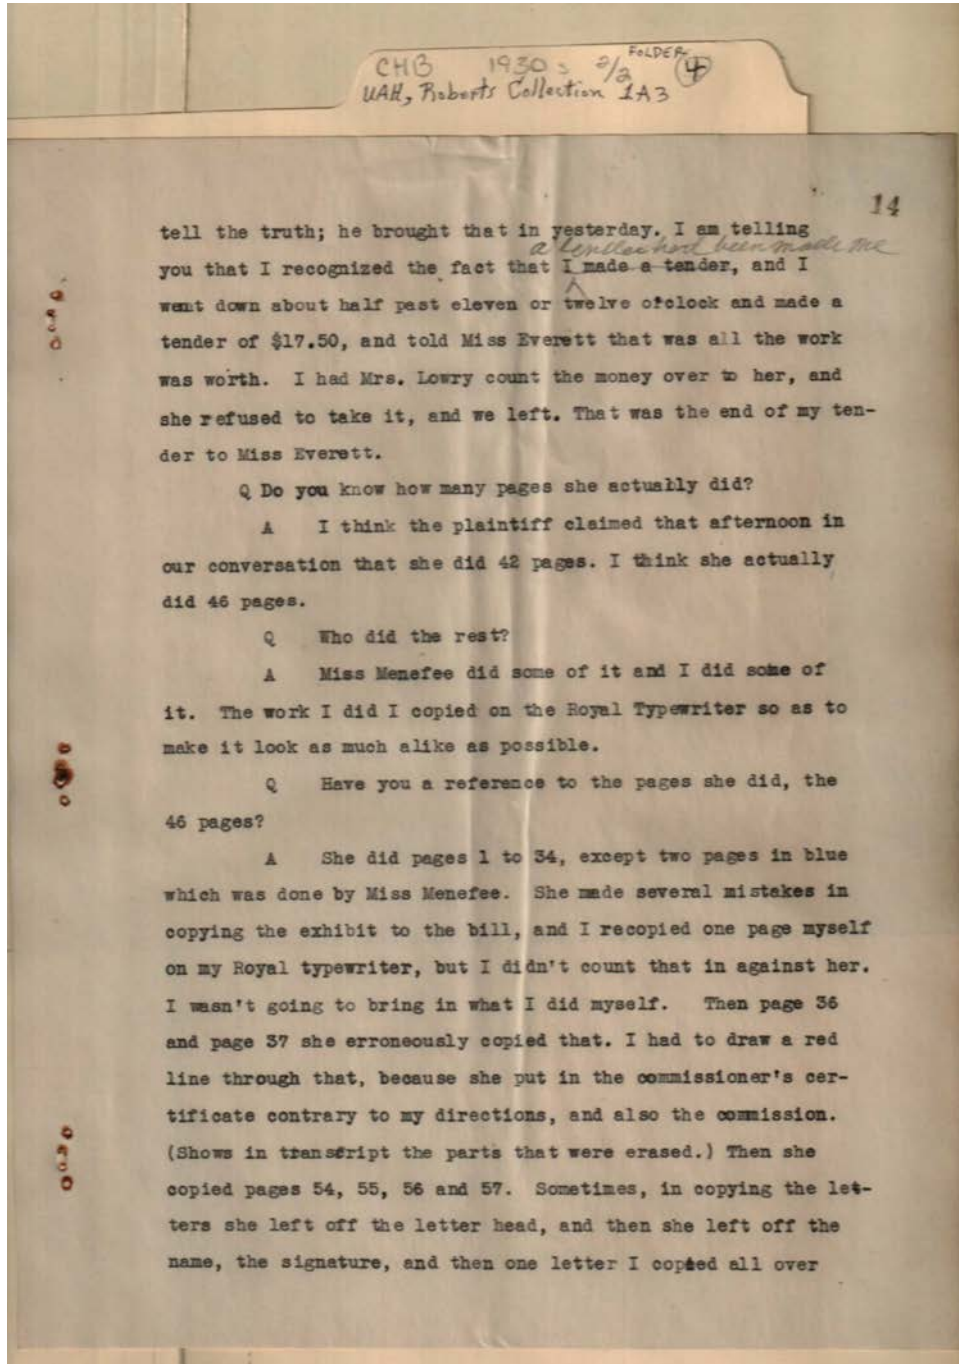 FOLDER
CHB 1930s 2/2 4
UAH, Roberts Collection 1A3
14
tell the truth; he brought that in yesterday. I am telling
a tender had been made me
you that I recognized the fact that I made a tender, and I
went down about half past eleven or twelve o'clock and made a
tender of $17.50, and told Miss Everett that was all the work
was worth. I had Mrs. Lowry count the money over to her, and
she refused to take it, and we left. That was the end of my ten-
der to Miss Everett.
Q Do you know how many pages she actually did?
A I think the plaintiff claimed that afternoon in
our conversation that she did 42 pages. I think she actually
did 46 pages.
Q Who did the rest?
A Miss Menefee did some of it and I did some of
it. The work I did I copied on the Royal Typewriter so as to
make it look as much alike as possible.
Q Have you a reference to the pages she did, the
46 pages?
A She did pages 1 to 34, except two pages in blue
which was done by Miss Menefee. She made several mistakes in
copying the exhibit to the bill, and I recopied one page myself
on my Royal typewriter, but I didn't count that in against her.
I wasn't going to bring in what I did myself. Then page 36
and page 37 she erroneously copied that. I had to draw a red
line through that, because she put in the commissioner's cer-
tificate contrary to my directions, and also the commission.
(Shows in transcript the parts that were erased.) Then she
copied pages 54, 55, 56 and 57. Sometimes, in copying the let-
ters she left off the letter head, and then she left off the
name, the signature, and then one letter I copied all over